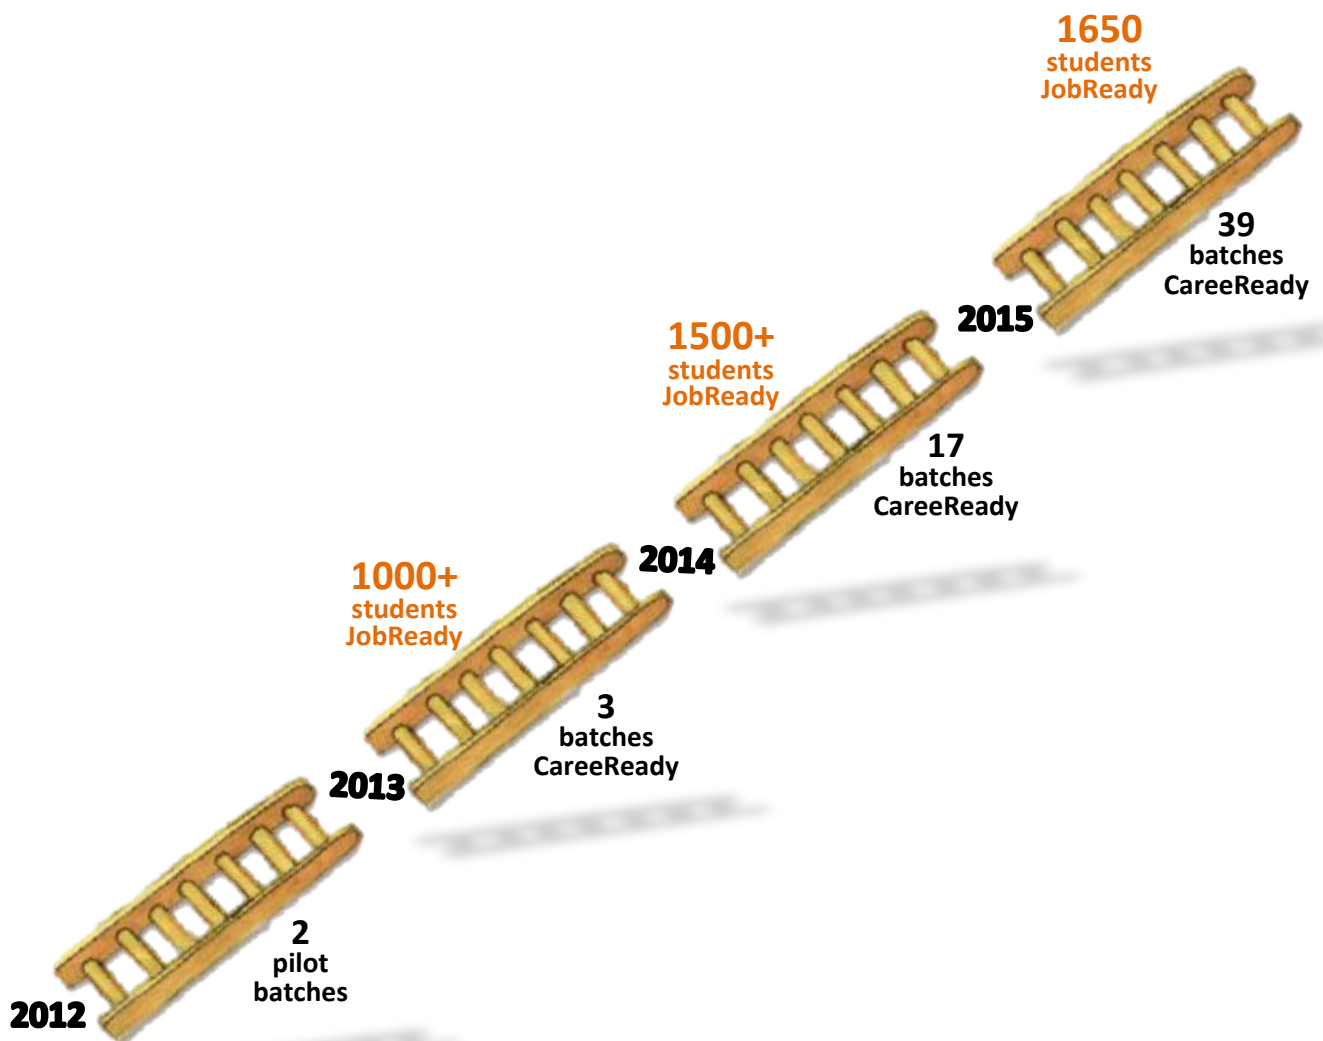 1650
students
JobReady
39
batches
CareeReady
2015
1500+
students
JobReady
17
batches
CareeReady
2014
1000+
students
JobReady
3
batches
CareeReady
2013
2
pilot
batches
2012